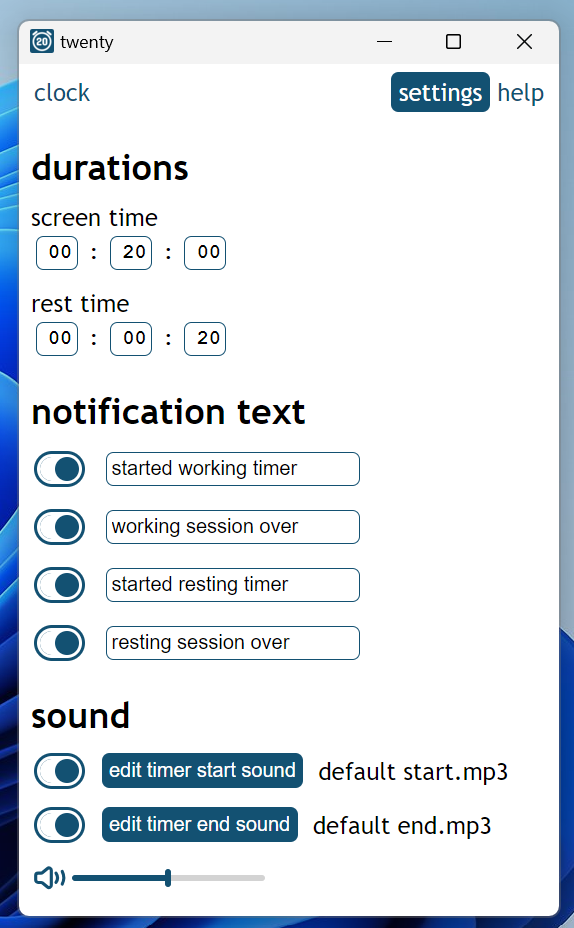 20 twenty
clock settings help
durations
screen time
00 : 20 : 00
rest time
00 : 00 : 20
notification text
started working timer
working session over
started resting timer
resting session over
sound
edit timer start sound default start.mp3
edit timer end sound default end.mp3